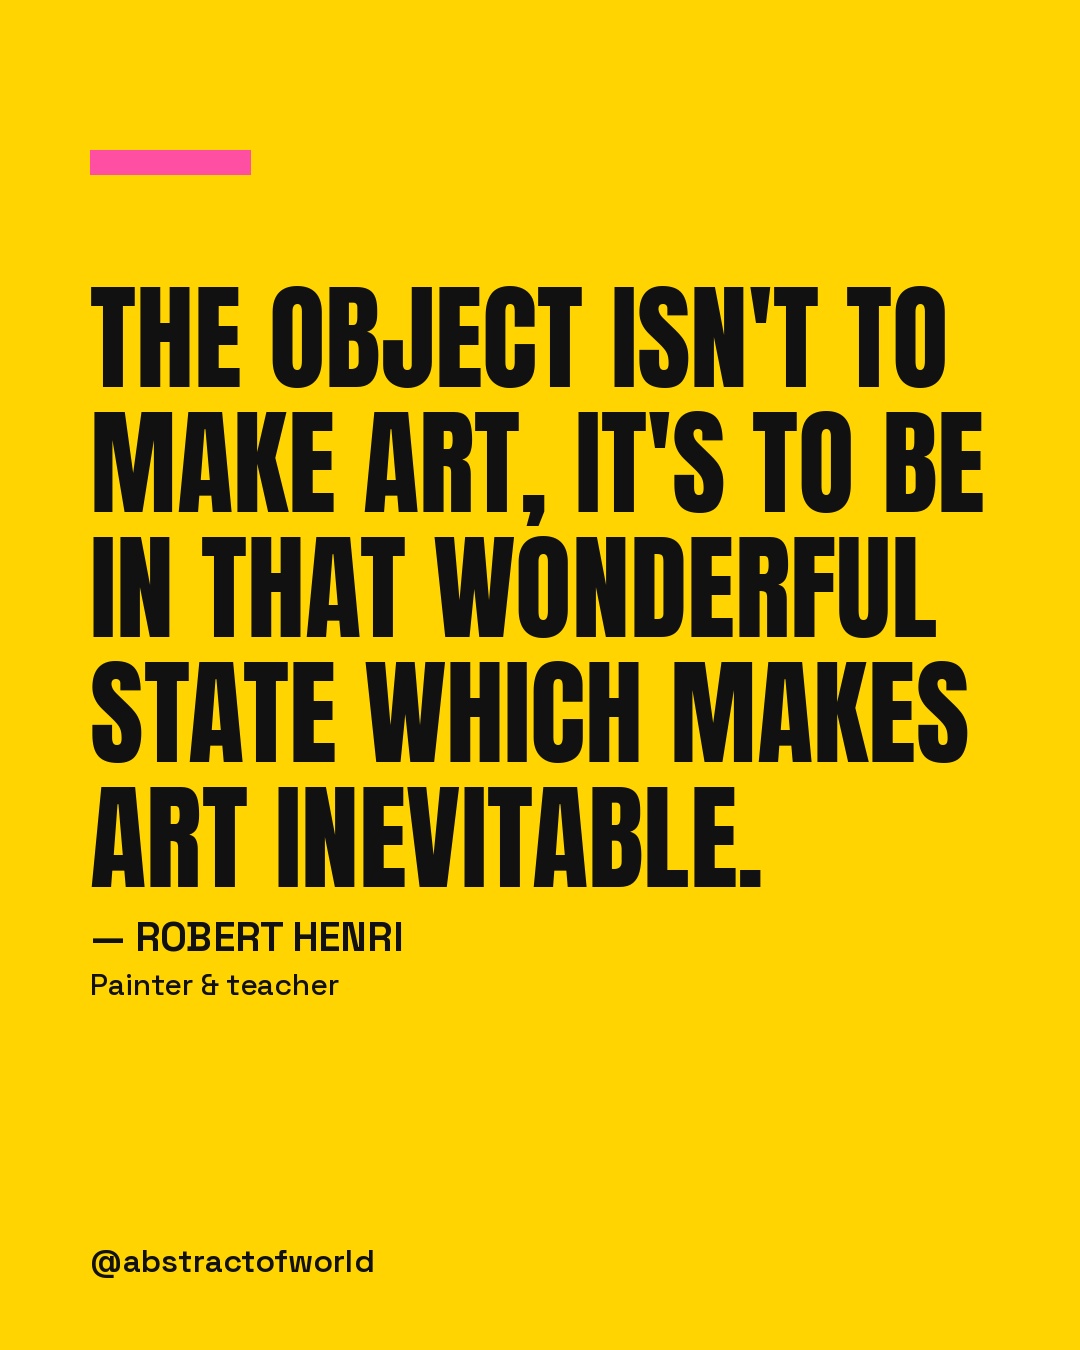 THE OBJECT ISN'T TO
MAKE ART, IT'S TO BE
IN THAT WONDERFUL
STATE WHICH MAKES
ART INEVITABLE.
— ROBERT HENRI
Painter & teacher
@abstractofworld